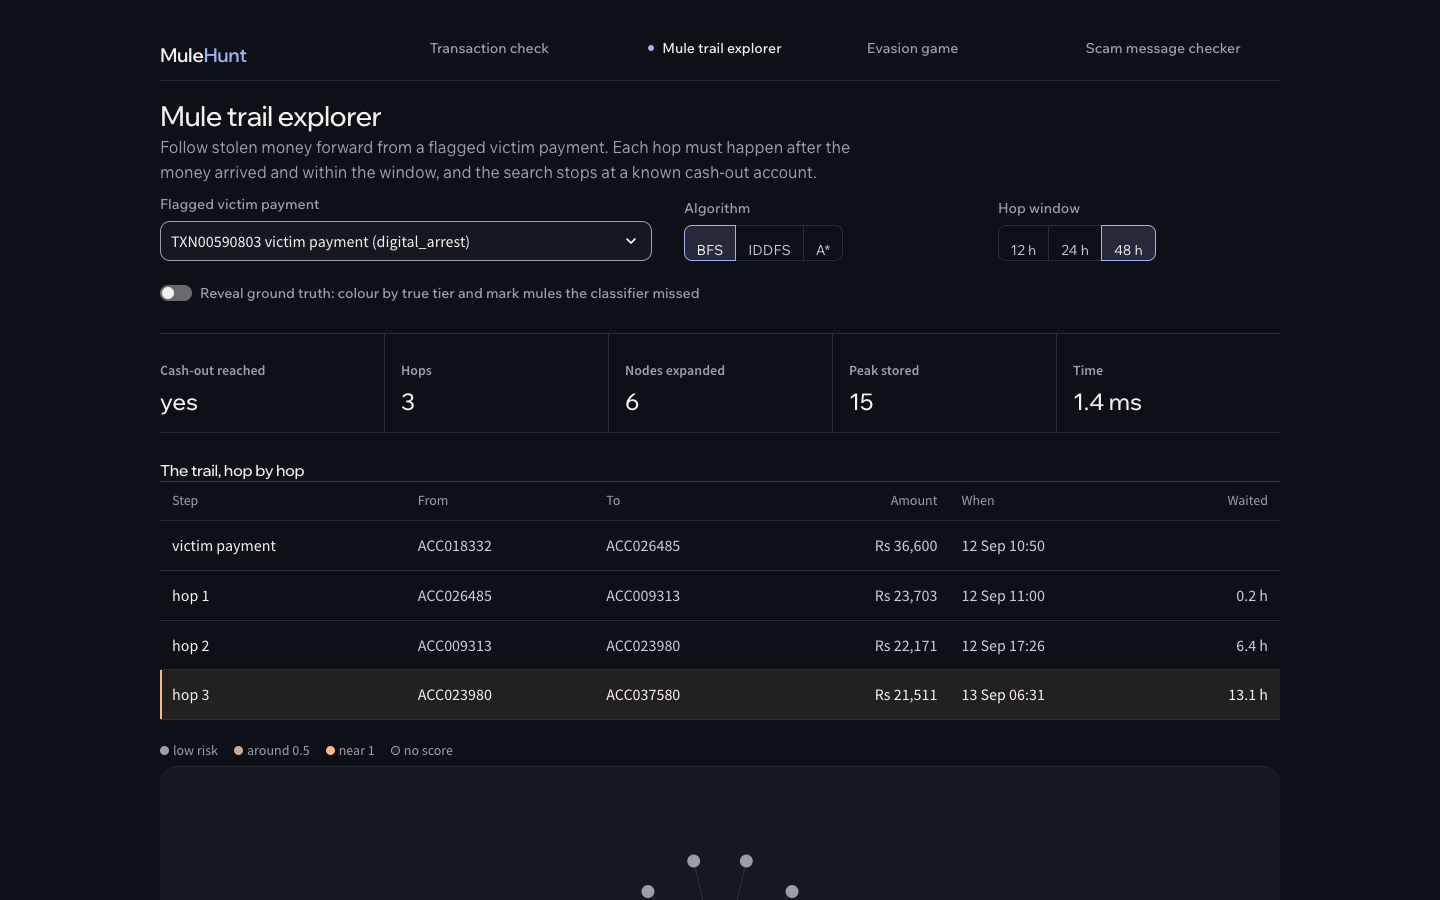 MuleHunt
Transaction check
Mule trail explorer
Evasion game
Scam message checker
Mule trail explorer
Follow stolen money forward from a flagged victim payment. Each hop must happen after the
money arrived and within the window, and the search stops at a known cash-out account.
Flagged victim payment
Algorithm
Hop window
TXN00590803 victim payment (digital_arrest)
BFS IDDFS A*
12 h 24 h 48 h
Reveal ground truth: colour by true tier and mark mules the classifier missed
Cash-out reached Hops Nodes expanded Peak stored Time
yes 3 6 15 1.4 ms
The trail, hop by hop
Step From To Amount When Waited
victim payment ACC018332 ACC026485 Rs 36,600 12 Sep 10:50
hop 1 ACC026485 ACC009313 Rs 23,703 12 Sep 11:00 0.2 h
hop 2 ACC009313 ACC023980 Rs 22,171 12 Sep 17:26 6.4 h
hop 3 ACC023980 ACC037580 Rs 21,511 13 Sep 06:31 13.1 h
low risk around 0.5 near 1 no score